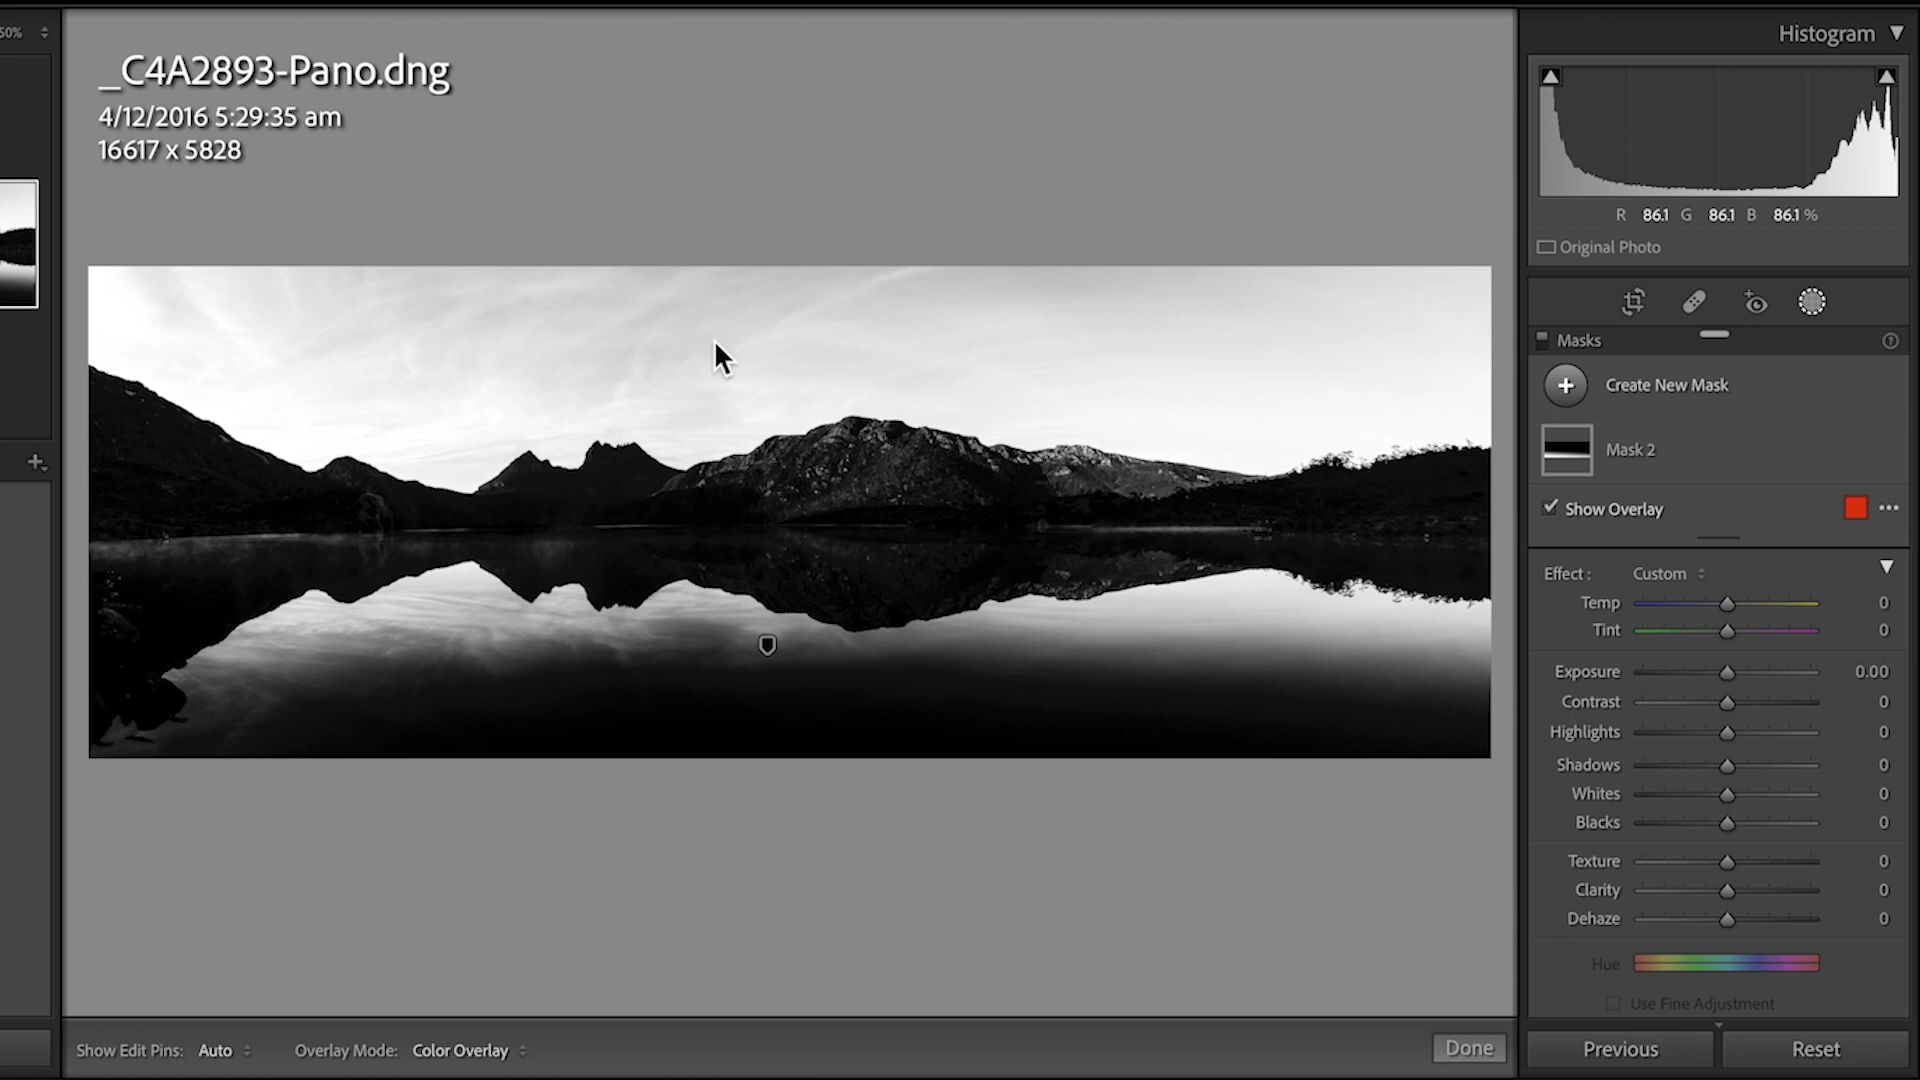 50%
_C4A2893-Pano.dng
4/12/2016 5:29:35 am
16617 x 5828
Histogram
R 86.1 G 86.1 B 86.1 %
Original Photo
Masks
Create New Mask
Mask 2
Show Overlay
Effect : Custom
Temp 0
Tint 0
Exposure 0.00
Contrast 0
Highlights 0
Shadows 0
Whites 0
Blacks 0
Texture 0
Clarity 0
Dehaze 0
Hue
Use Fine Adjustment
Show Edit Pins: Auto Overlay Mode: Color Overlay Done
Previous Reset